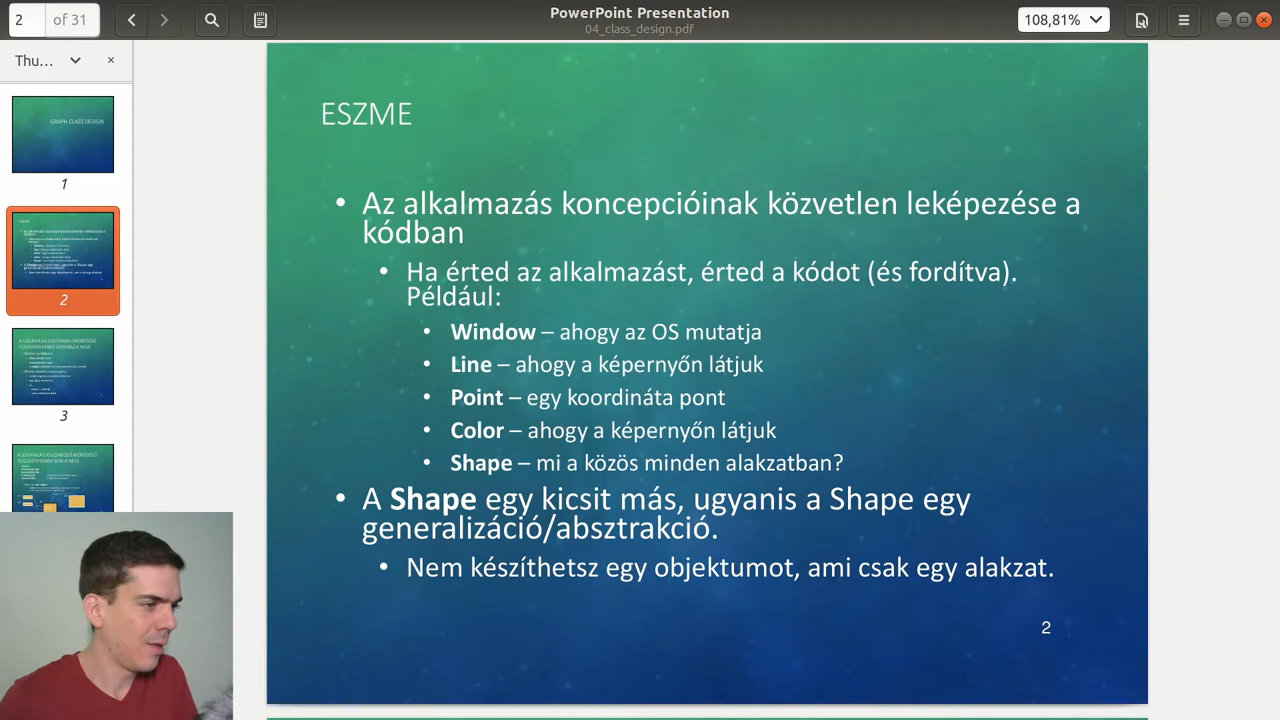 2 of 31
PowerPoint Presentation
04_class_design.pdf
108,81%
Thu...
GRAPH CLASS DESIGN
1
2
3
ESZME
• Az alkalmazás koncepcióinak közvetlen leképezése a
kódban
• Ha érted az alkalmazást, érted a kódot (és fordítva).
Például:
• Window – ahogy az OS mutatja
• Line – ahogy a képernyőn látjuk
• Point – egy koordináta pont
• Color – ahogy a képernyőn látjuk
• Shape – mi a közös minden alakzatban?
• A Shape egy kicsit más, ugyanis a Shape egy
generalizáció/absztrakció.
• Nem készíthetsz egy objektumot, ami csak egy alakzat.
2